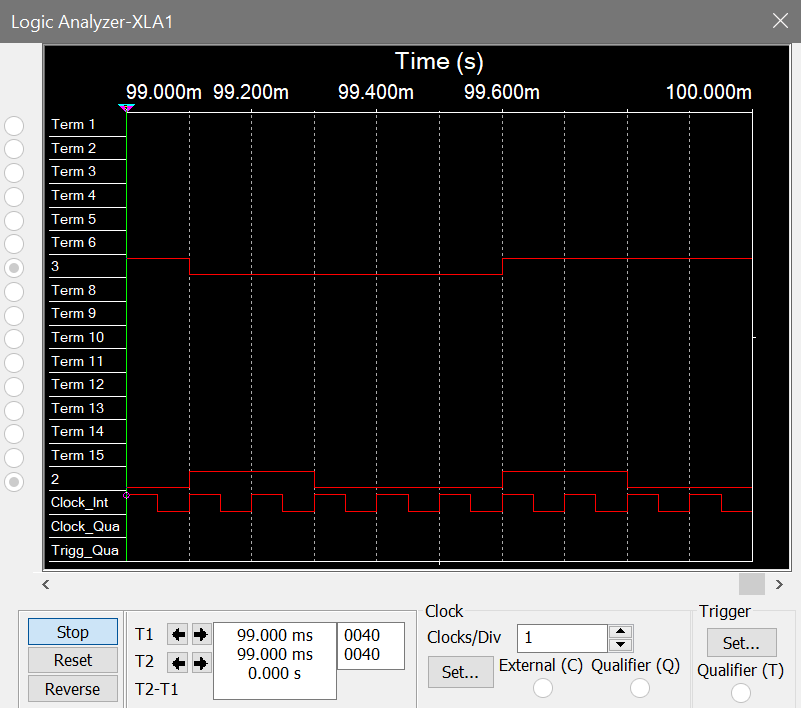 Logic Analyzer-XLA1
Time (s)
99.000m 99.200m 99.400m 99.600m 100.000m
Term 1
Term 2
Term 3
Term 4
Term 5
Term 6
3
Term 8
Term 9
Term 10
Term 11
Term 12
Term 13
Term 14
Term 15
2
Clock_Int
Clock_Qua
Trigg_Qua
Stop
Reset
Reverse
T1
T2
T2-T1
99.000 ms
99.000 ms
0.000 s
0040
0040
Clock
Clocks/Div 1
Set...
External (C) Qualifier (Q)
Trigger
Set...
Qualifier (T)